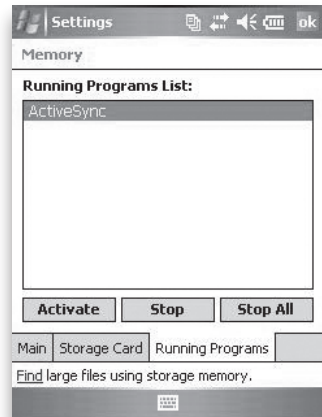 Settings ok
Memory
Running Programs List:
ActiveSync
Activate Stop Stop All
Main Storage Card Running Programs
Find large files using storage memory.